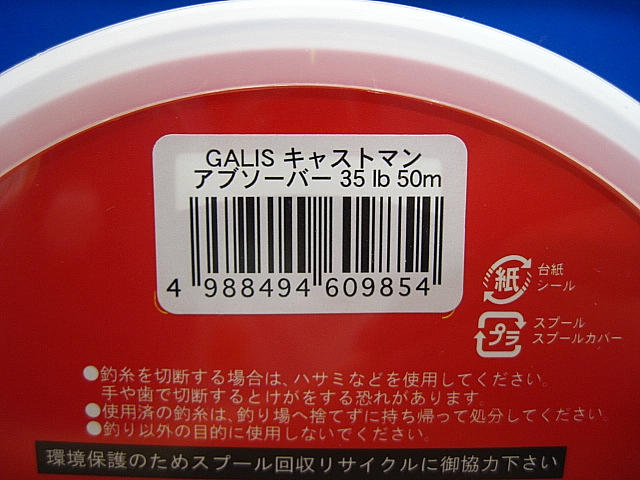 GALIS キャストマン
アブソーバー 35 lb 50m
4 988494 609854
紙
台紙
シール
プラ
スプール
スプールカバー
●釣糸を切断する場合は、ハサミなどを使用してください。
手や歯で切断するとけがをする恐れがあります。
●使用済の釣糸は、釣り場へ捨てずに持ち帰って処分してください。
●釣り以外の目的に使用しないでください。
環境保護のためスプール回収リサイクルに御協力下さい